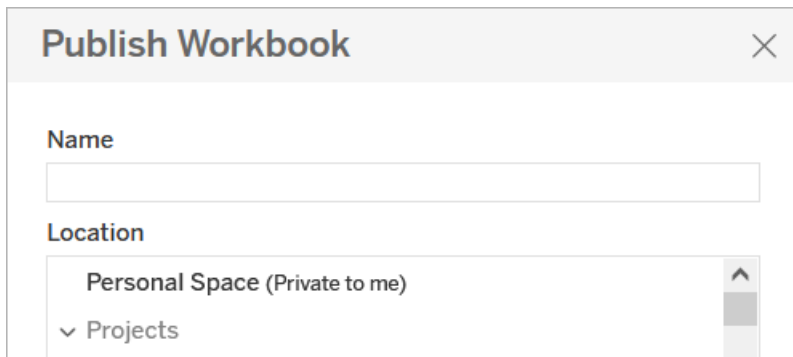 Publish Workbook
Name
Location
Personal Space (Private to me)
Projects